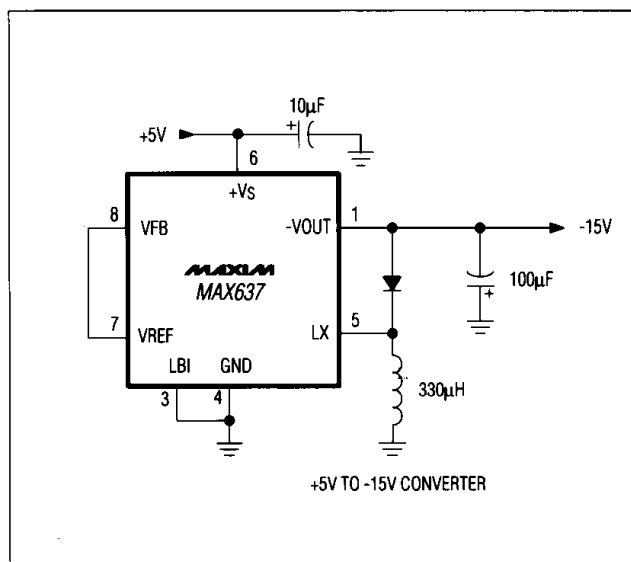 10µF
+5V
6
+VS
8 VFB
-VOUT 1
-15V
MAXIM
MAX637
100µF
7 VREF
LX 5
LBI GND
3 4
330µH
+
+
+5V TO -15V CONVERTER